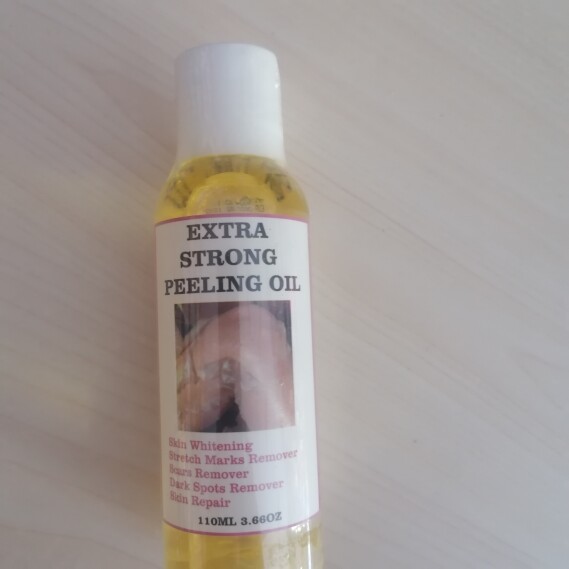 EXTRA
STRONG
PEELING OIL
Skin Whitening
Stretch Marks Remover
Scars Remover
Dark Spots Remover
Skin Repair
110ML 3.66OZ